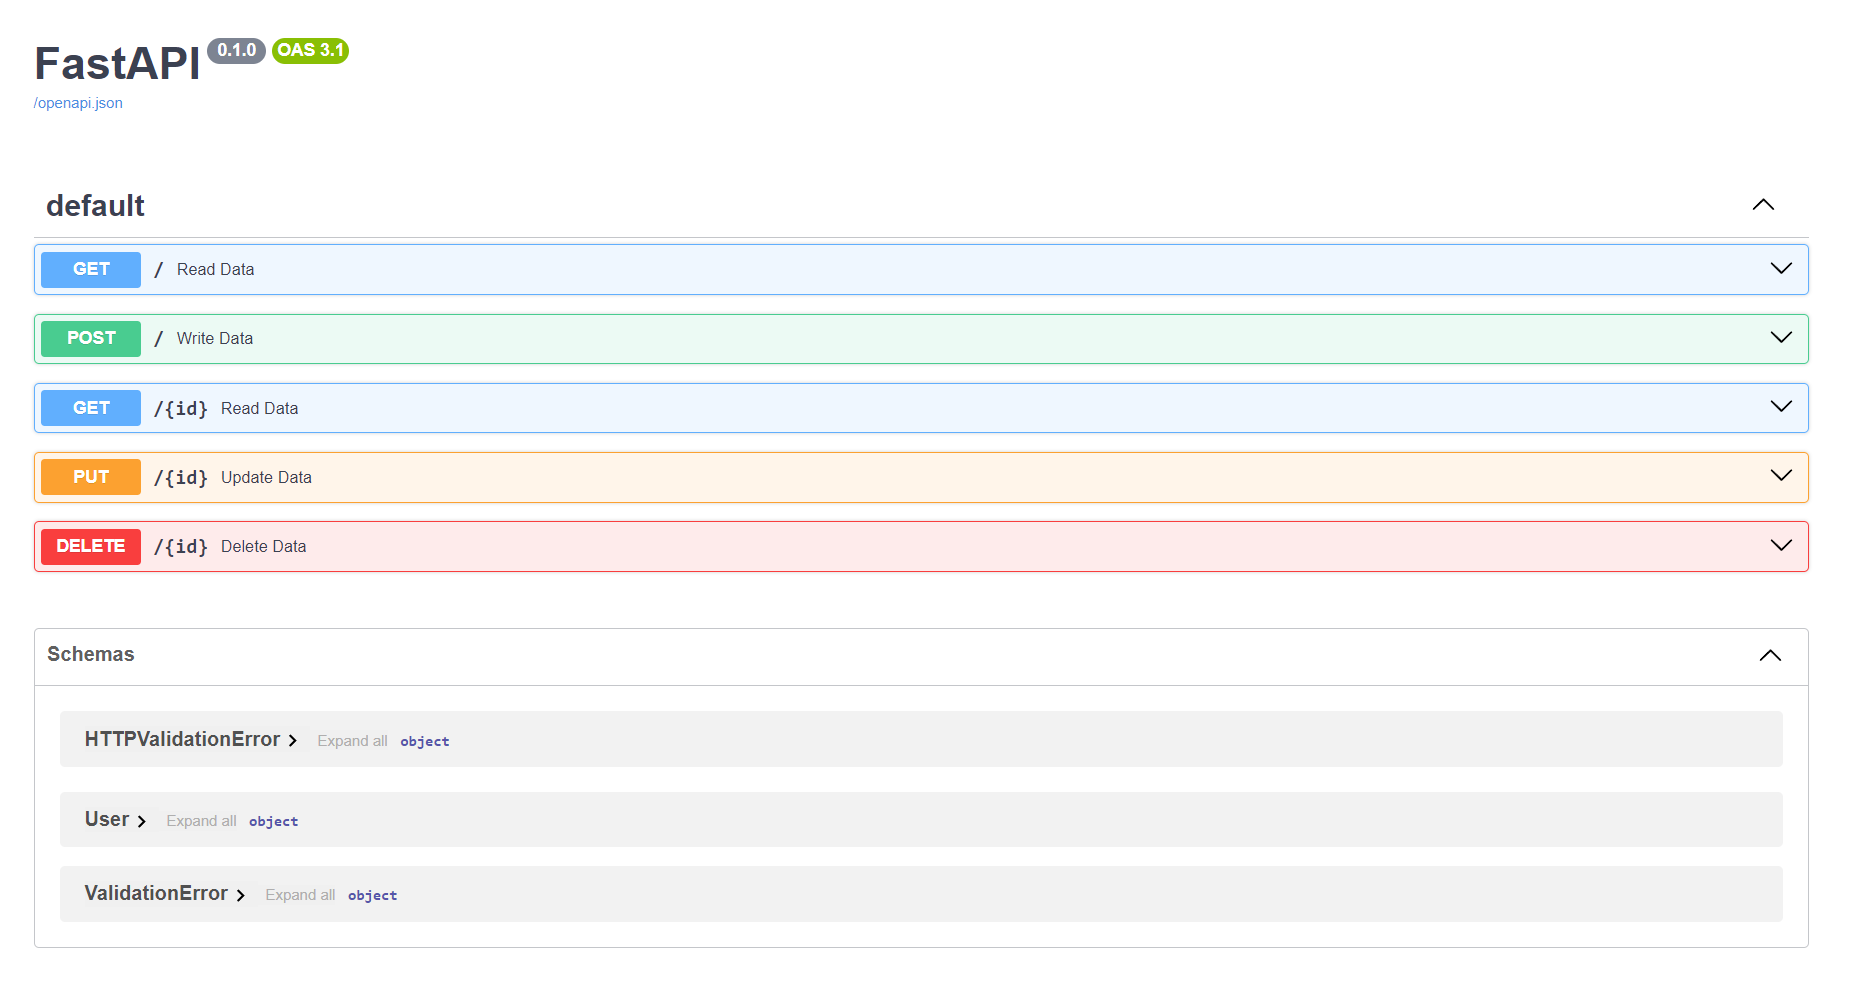 FastAPI 0.1.0 OAS 3.1
/openapi.json
default
GET / Read Data
POST / Write Data
GET /{id} Read Data
PUT /{id} Update Data
DELETE /{id} Delete Data
Schemas
HTTPValidationError Expand all object
User Expand all object
ValidationError Expand all object